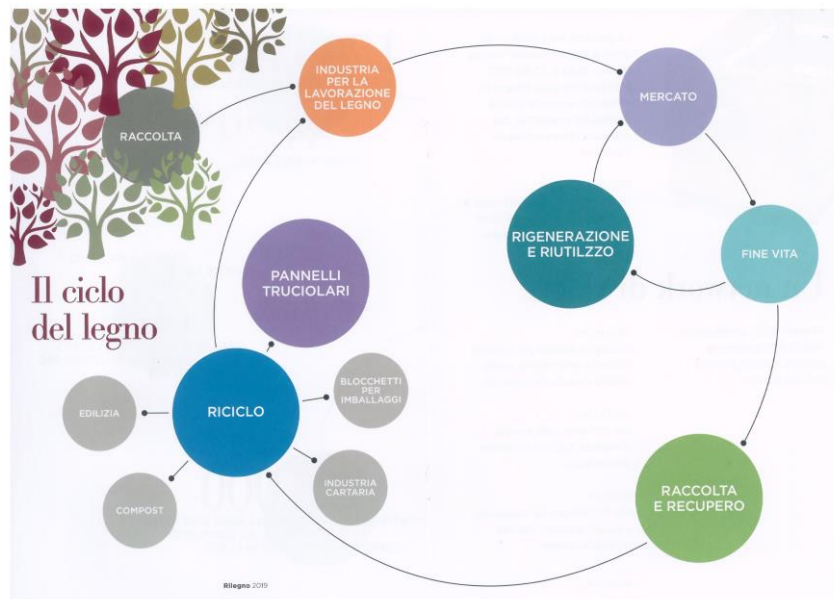 RACCOLTA
INDUSTRIA
PER LA
LAVORAZIONE
DEL LEGNO
MERCATO
RIGENERAZIONE
E RIUTILZZO
FINE VITA
PANNELLI
TRUCIOLARI
Il ciclo
del legno
RICICLO
BLOCCHETTI
PER
IMBALLAGGI
EDILIZIA
INDUSTRIA
CARTARIA
COMPOST
RACCOLTA
E RECUPERO
Rilegno 2019